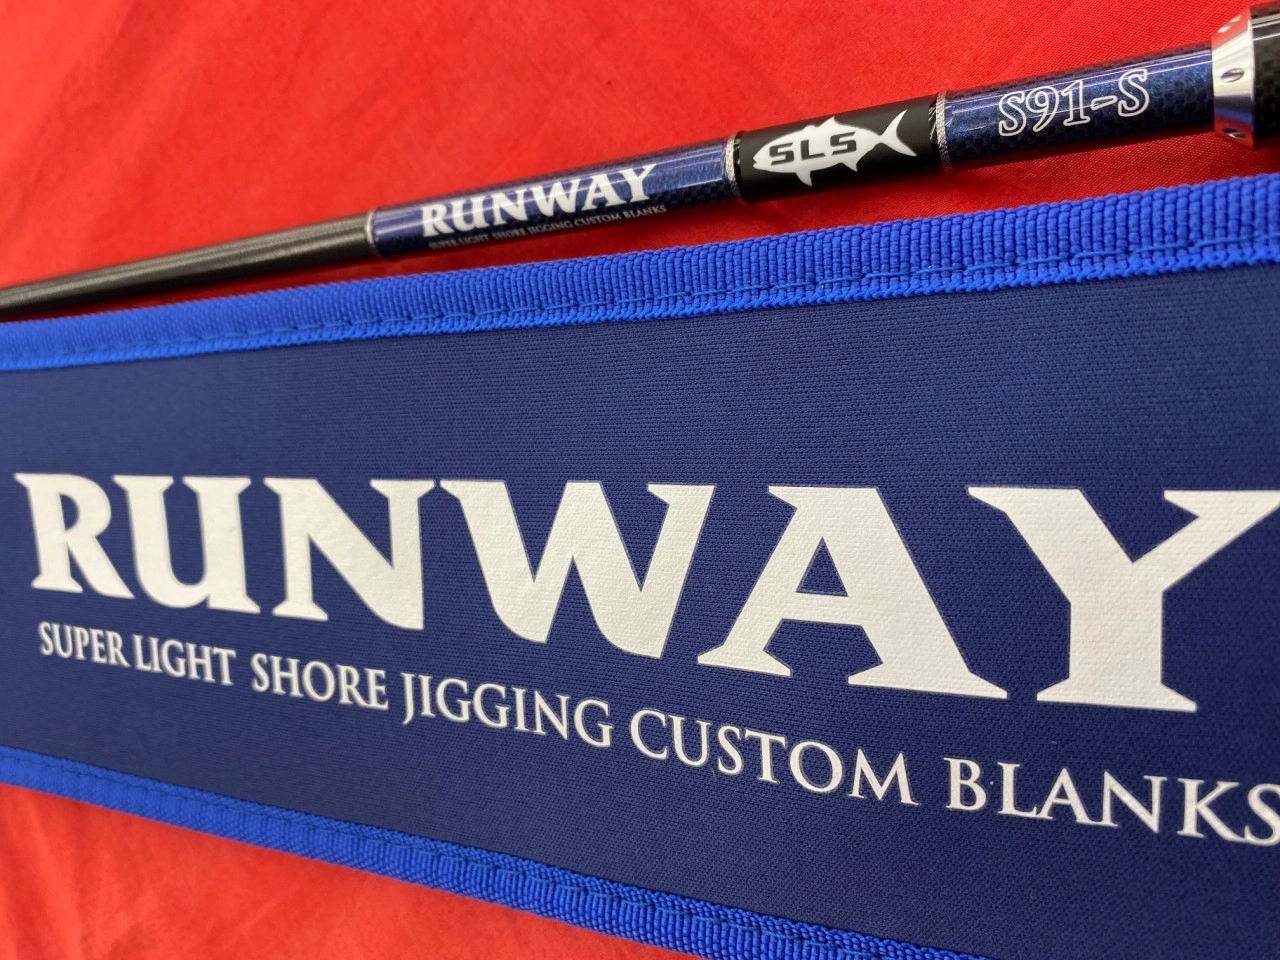 S91-S
SLS
RUNWAY
SUPER LIGHT SHORE JIGGING CUSTOM BLANKS
RUNWAY
SUPER LIGHT SHORE JIGGING CUSTOM BLANKS